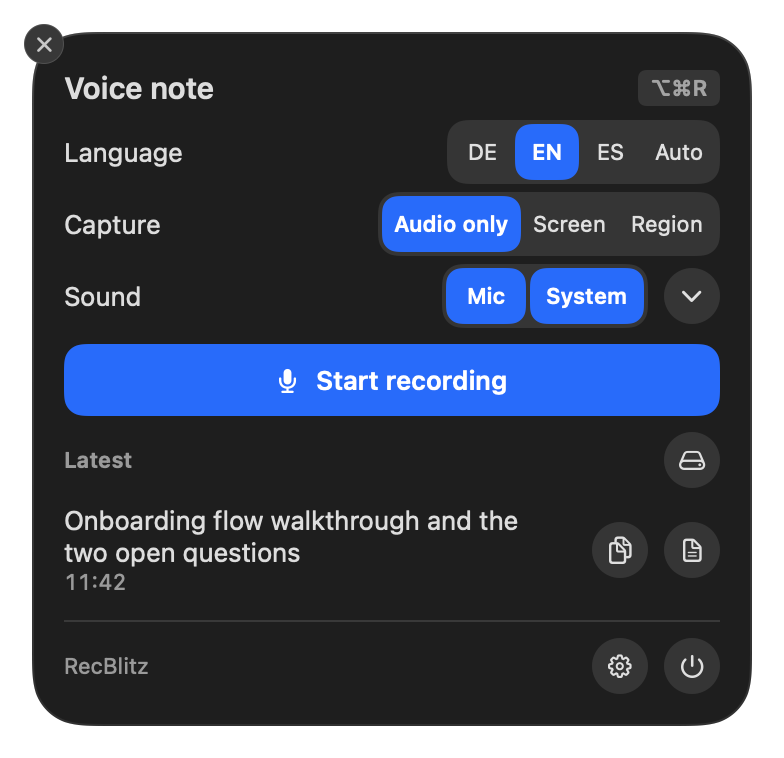 Voice note
⌥⌘R
Language
DE EN ES Auto
Capture
Audio only Screen Region
Sound
Mic System
Start recording
Latest
Onboarding flow walkthrough and the
two open questions
11:42
RecBlitz